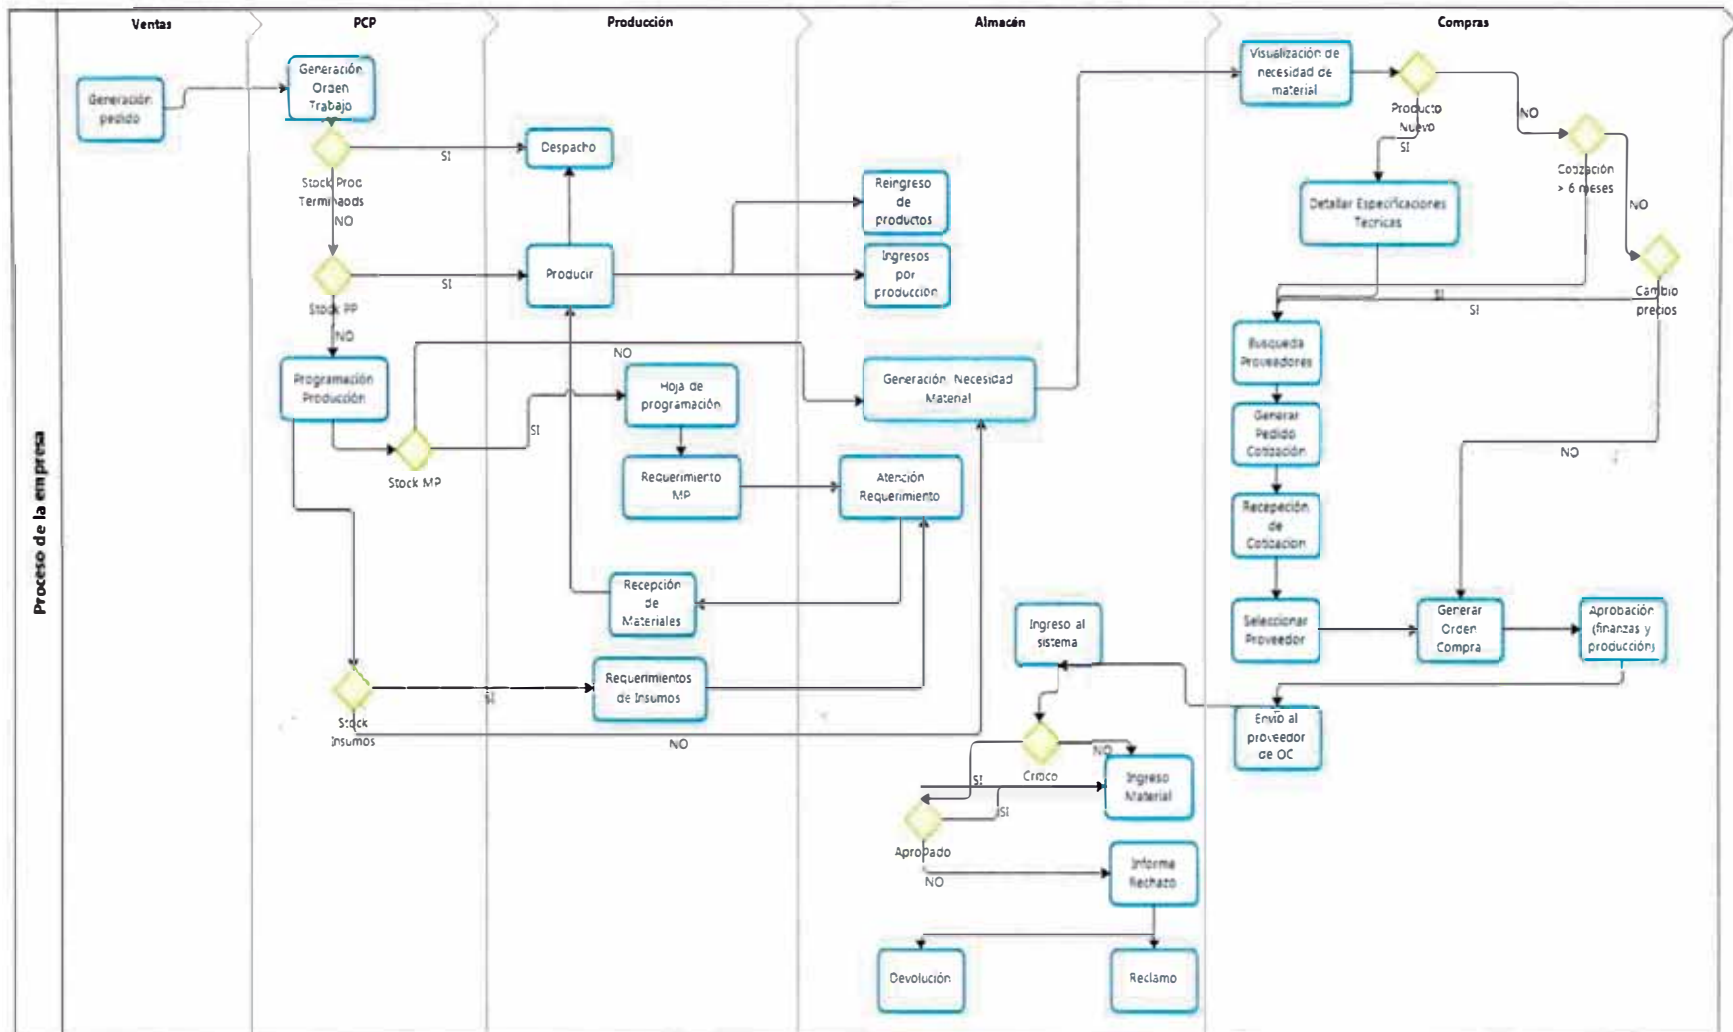 Proceso de la empresa
Ventas
PCP
Producción
Almacén
Compras
Generación
pedido
Generación
Orden
Trabajo
Stock Prod
Terminaods
SI
NO
Stock PP
SI
NO
Programación
Producción
Stock MP
SI
NO
Stock
Insumos
SI
NO
Despacho
Producir
Hoja de
programación
Requerimiento
MP
Recepción
de
Materiales
Requerimientos
de Insumos
Reingreso
de
productos
Ingresos
por
producción
Generación Necesidad
Material
Atención
Requerimiento
Ingreso al
sistema
Critico
SI
NO
Ingreso
Material
Aprobado
SI
NO
Informe
Rechazo
Devolución
Reclamo
Visualización de
necesidad de
material
Producto
Nuevo
SI
NO
Cotización
> 6 meses
NO
SI
Detallar Especificaciones
Tecnicas
Cambio
precios
SI
NO
Busqueda
Proveedores
Generar
Pedido
Cotización
Recepeción
de
Cotizacion
Seleccionar
Proveedor
Generar
Orden
Compra
Aprobación
(finanzas y
producción)
Envío al
proveedor
de OC